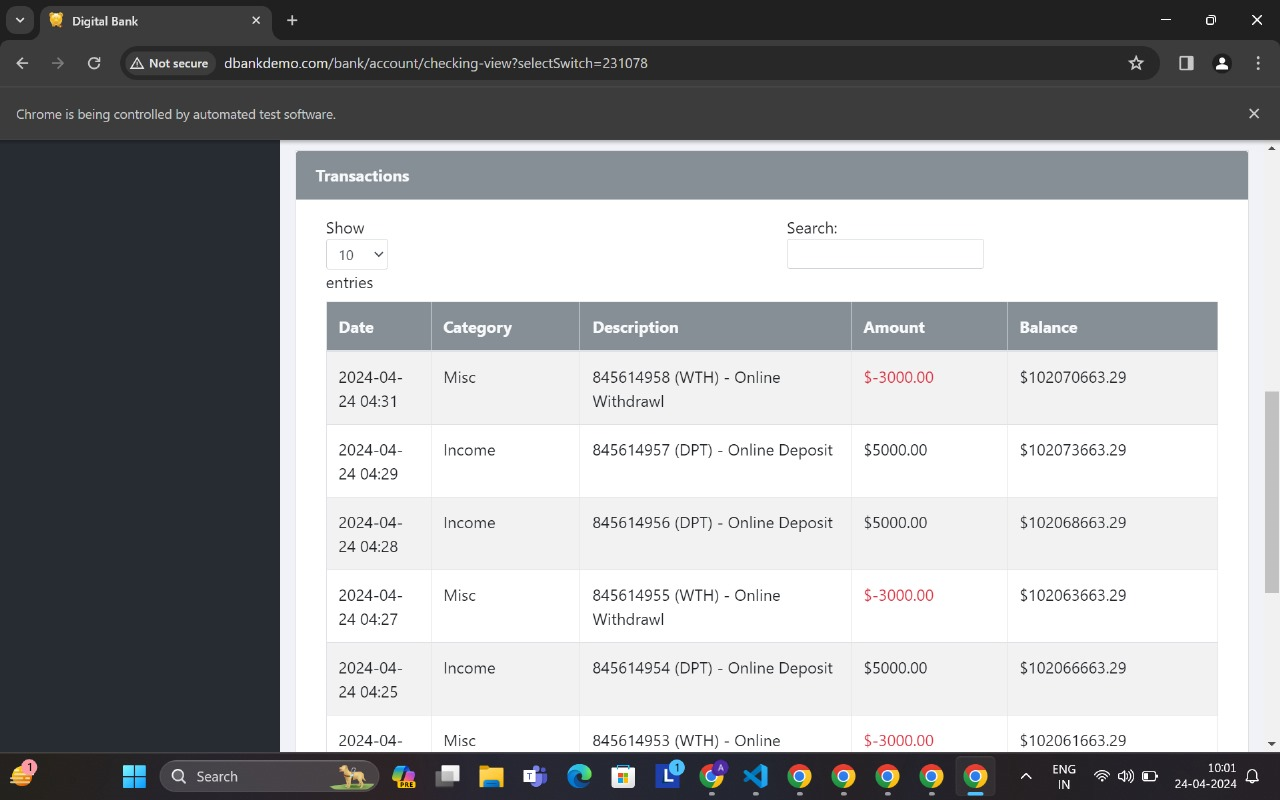 Digital Bank
Not secure
dbankdemo.com/bank/account/checking-view?selectSwitch=231078
Chrome is being controlled by automated test software.
Transactions
Show
10
entries
Search:
Date Category Description Amount Balance
2024-04- Misc 845614958 (WTH) - Online $-3000.00 $102070663.29
24 04:31 Withdrawl
2024-04- Income 845614957 (DPT) - Online Deposit $5000.00 $102073663.29
24 04:29
2024-04- Income 845614956 (DPT) - Online Deposit $5000.00 $102068663.29
24 04:28
2024-04- Misc 845614955 (WTH) - Online $-3000.00 $102063663.29
24 04:27 Withdrawl
2024-04- Income 845614954 (DPT) - Online Deposit $5000.00 $102066663.29
24 04:25
2024-04- Misc 845614953 (WTH) - Online $-3000.00 $102061663.29
1
Search
PRE
L
1
A
ENG
IN
10:01
24-04-2024